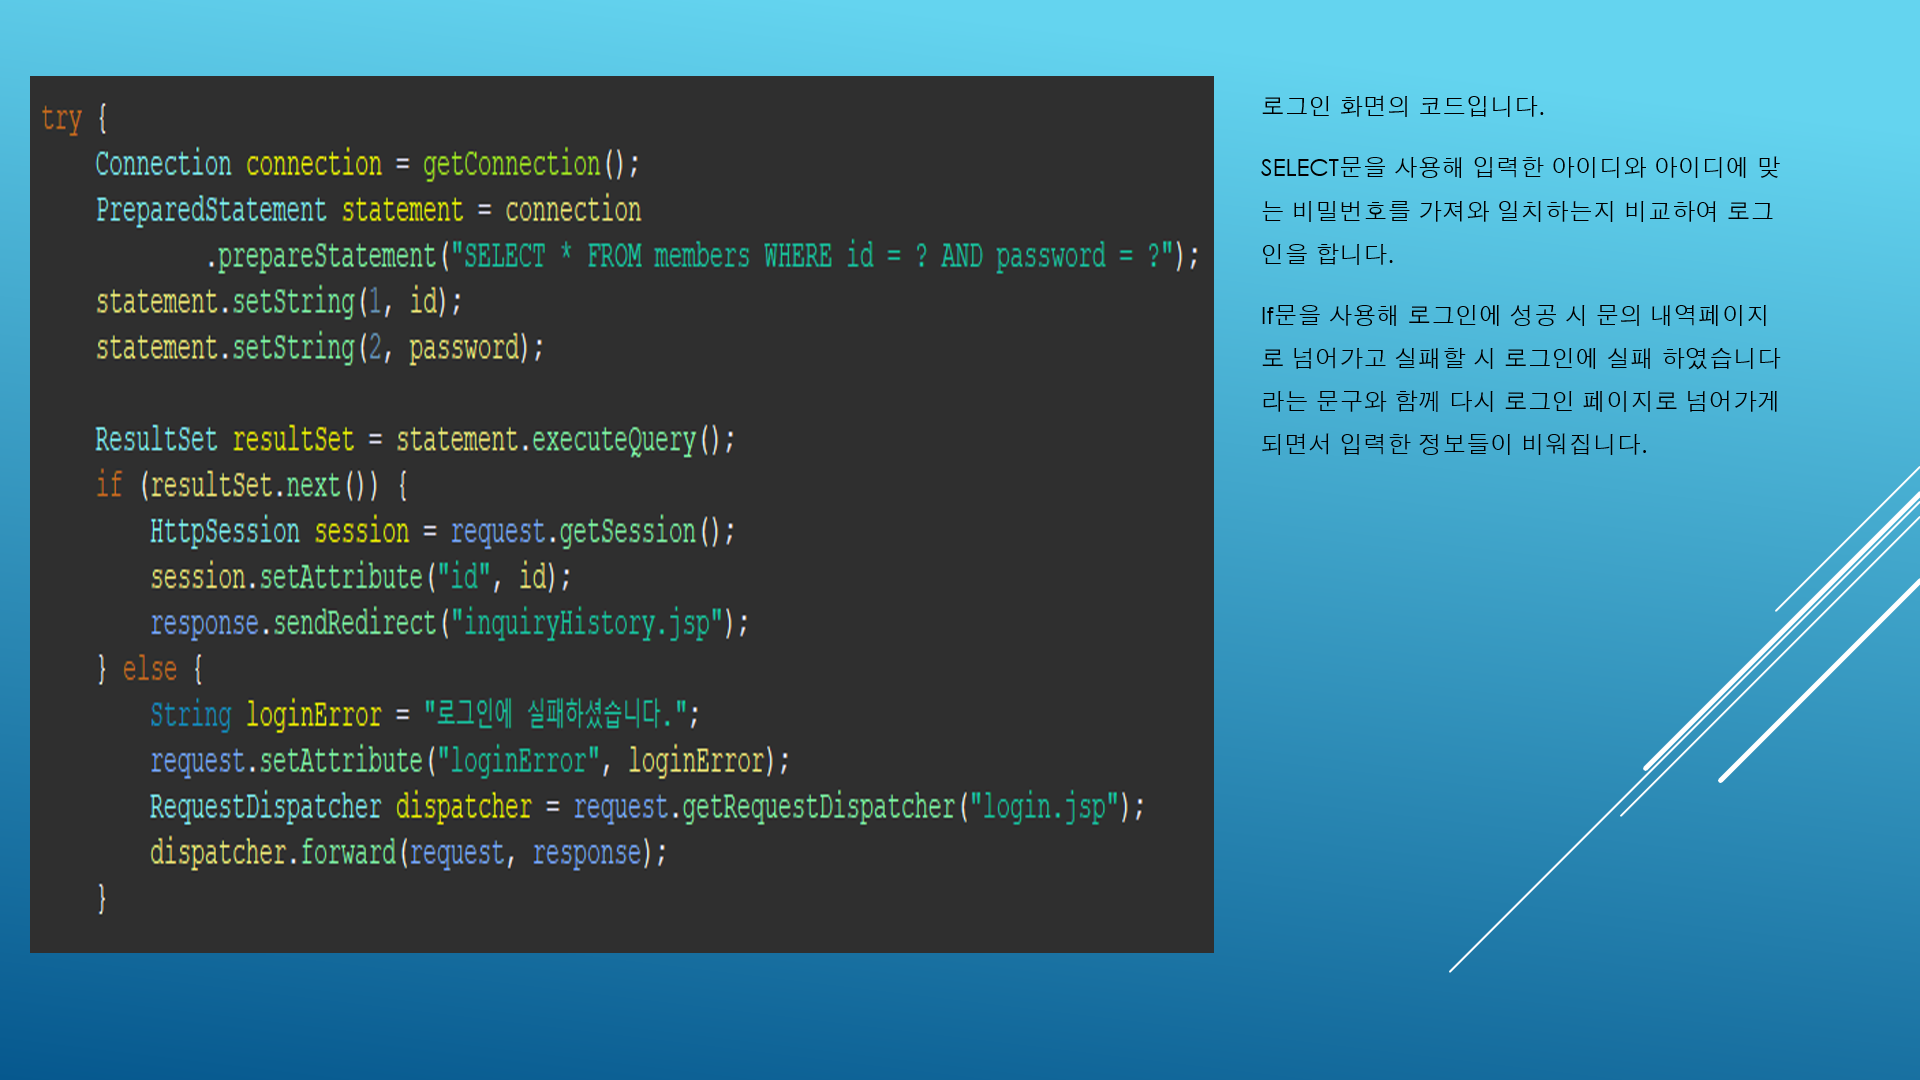 try {
    Connection connection = getConnection();
    PreparedStatement statement = connection
            .prepareStatement("SELECT * FROM members WHERE id = ? AND password = ?");
    statement.setString(1, id);
    statement.setString(2, password);

    ResultSet resultSet = statement.executeQuery();
    if (resultSet.next()) {
        HttpSession session = request.getSession();
        session.setAttribute("id", id);
        response.sendRedirect("inquiryHistory.jsp");
    } else {
        String loginError = "로그인에 실패하셨습니다.";
        request.setAttribute("loginError", loginError);
        RequestDispatcher dispatcher = request.getRequestDispatcher("login.jsp");
        dispatcher.forward(request, response);
    }
로그인 화면의 코드입니다.
SELECT문을 사용해 입력한 아이디와 아이디에 맞
는 비밀번호를 가져와 일치하는지 비교하여 로그
인을 합니다.
If문을 사용해 로그인에 성공 시 문의 내역페이지
로 넘어가고 실패할 시 로그인에 실패 하였습니다
라는 문구와 함께 다시 로그인 페이지로 넘어가게
되면서 입력한 정보들이 비워집니다.